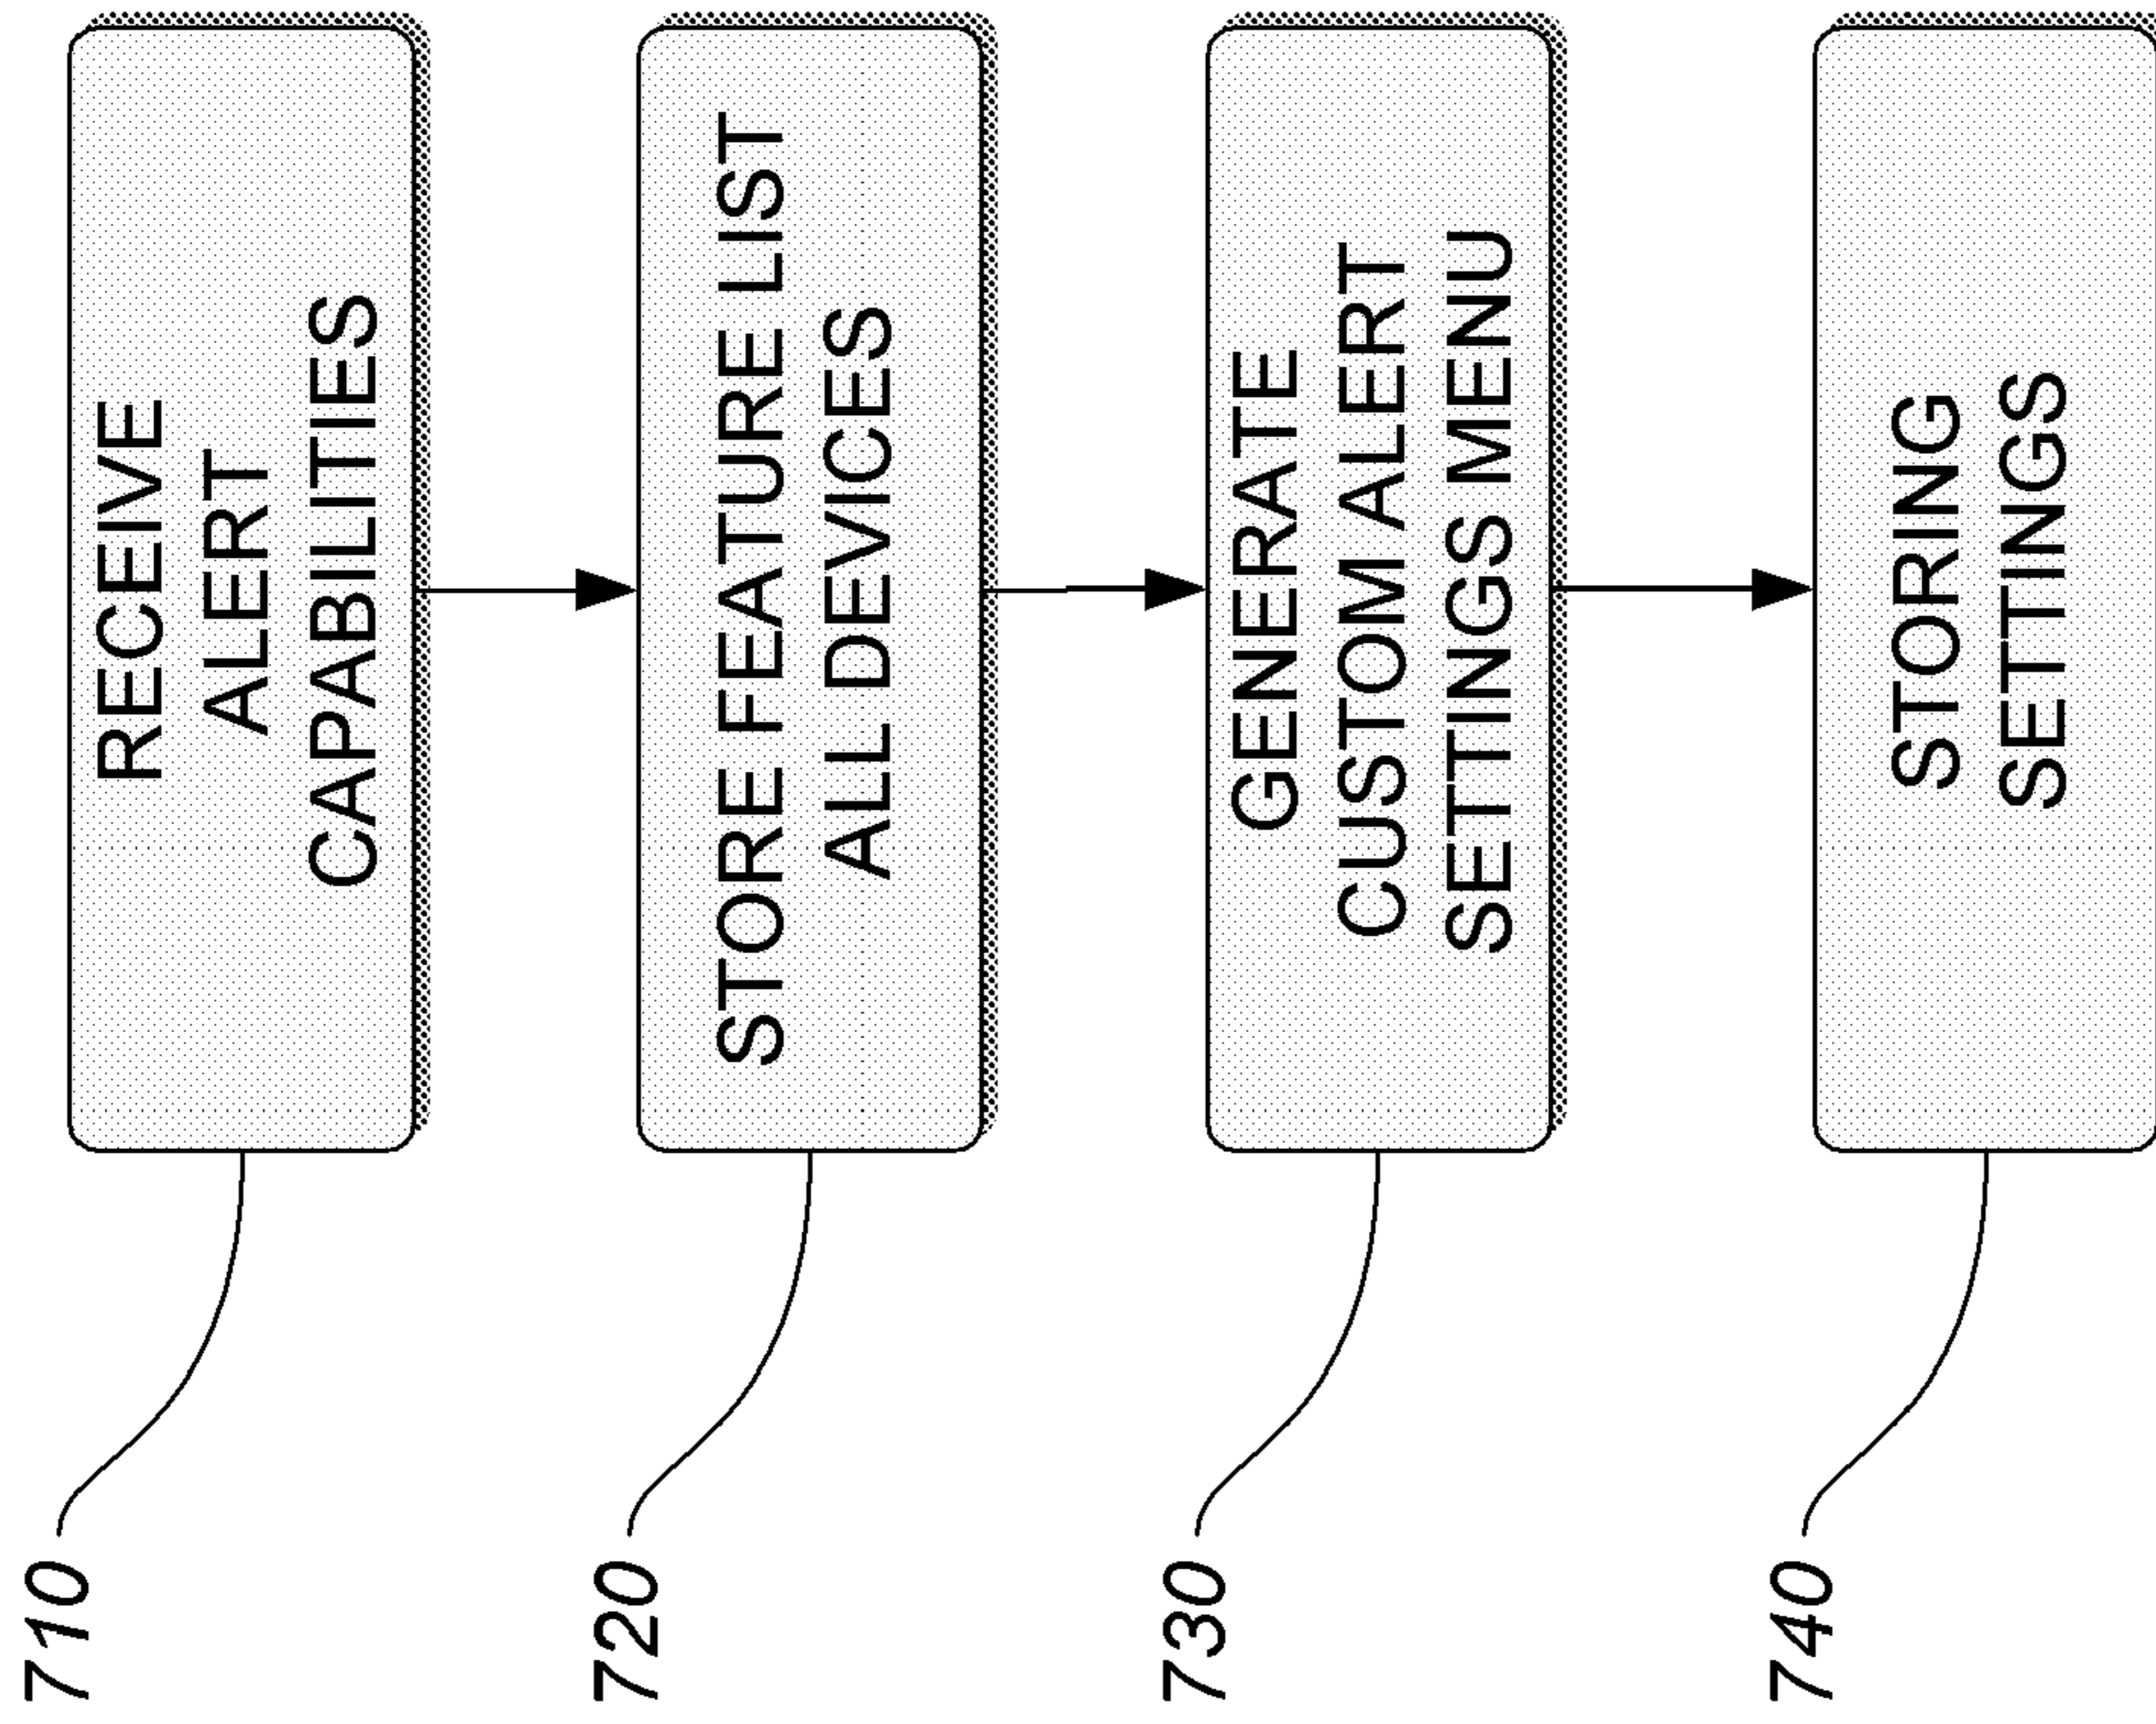 710
RECEIVE
ALERT
CAPABILITIES
720
STORE FEATURE LIST
ALL DEVICES
730
GENERATE
CUSTOM ALERT
SETTINGS MENU
740
STORING
SETTINGS